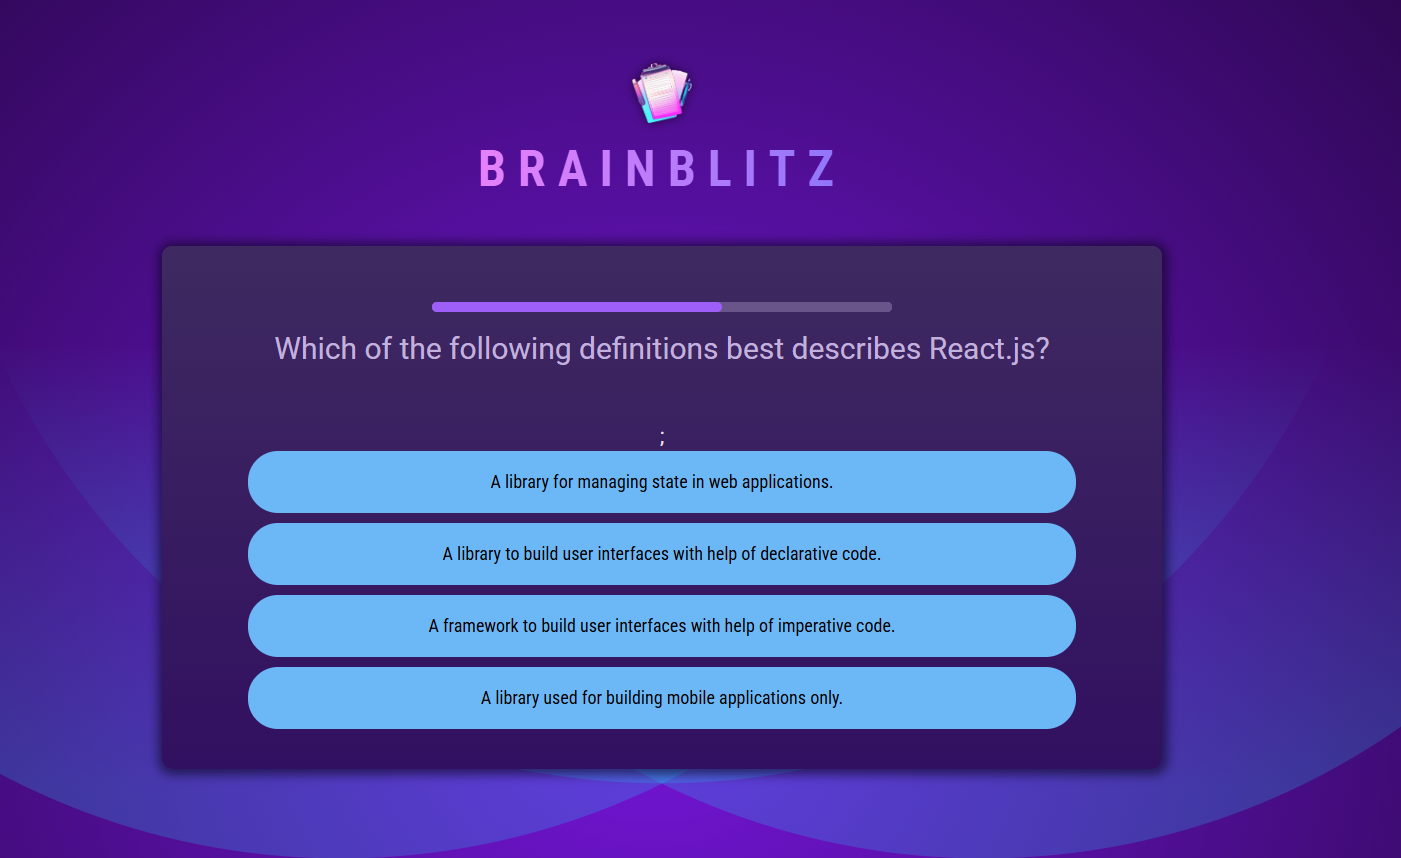 BRAINBLITZ
Which of the following definitions best describes React.js?
;
A library for managing state in web applications.
A library to build user interfaces with help of declarative code.
A framework to build user interfaces with help of imperative code.
A library used for building mobile applications only.